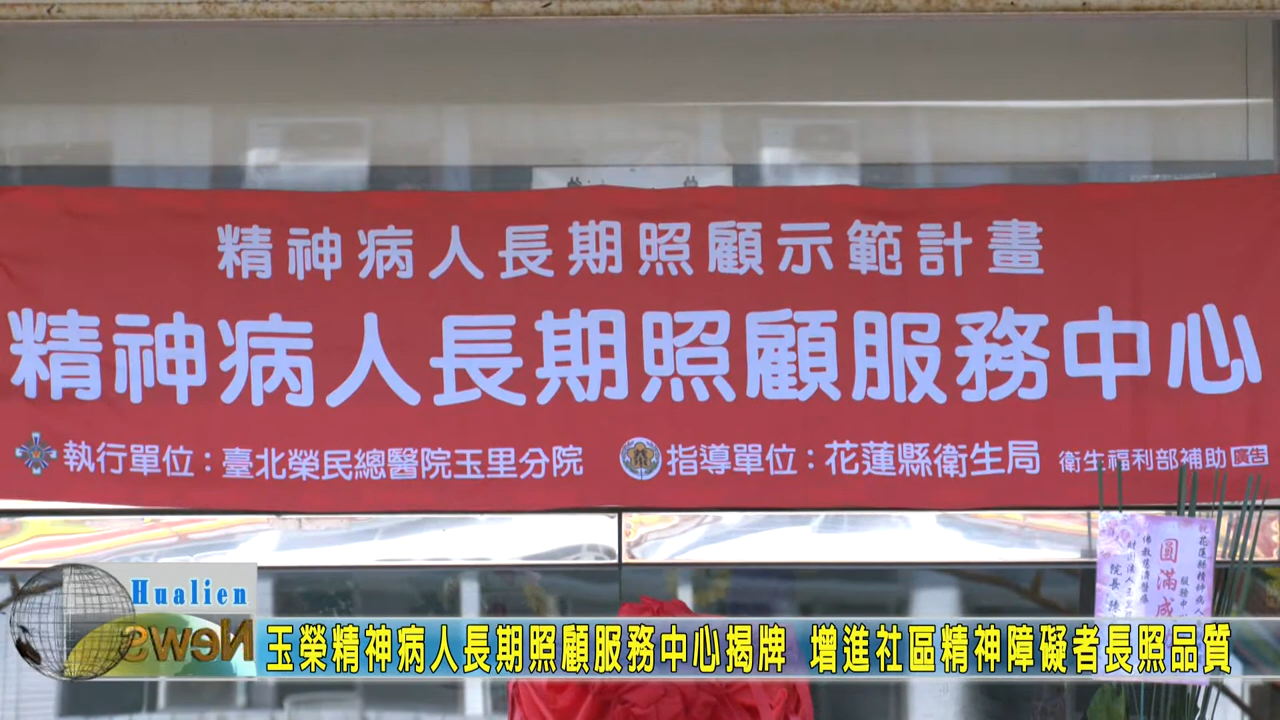 精神病人長期照顧示範計畫
精神病人長期照顧服務中心
執行單位：臺北榮民總醫院玉里分院 指導單位：花蓮縣衛生局 衛生福利部補助 廣告
圓滿成
院長
Hualien
News
玉榮精神病人長期照顧服務中心揭牌 增進社區精神障礙者長照品質